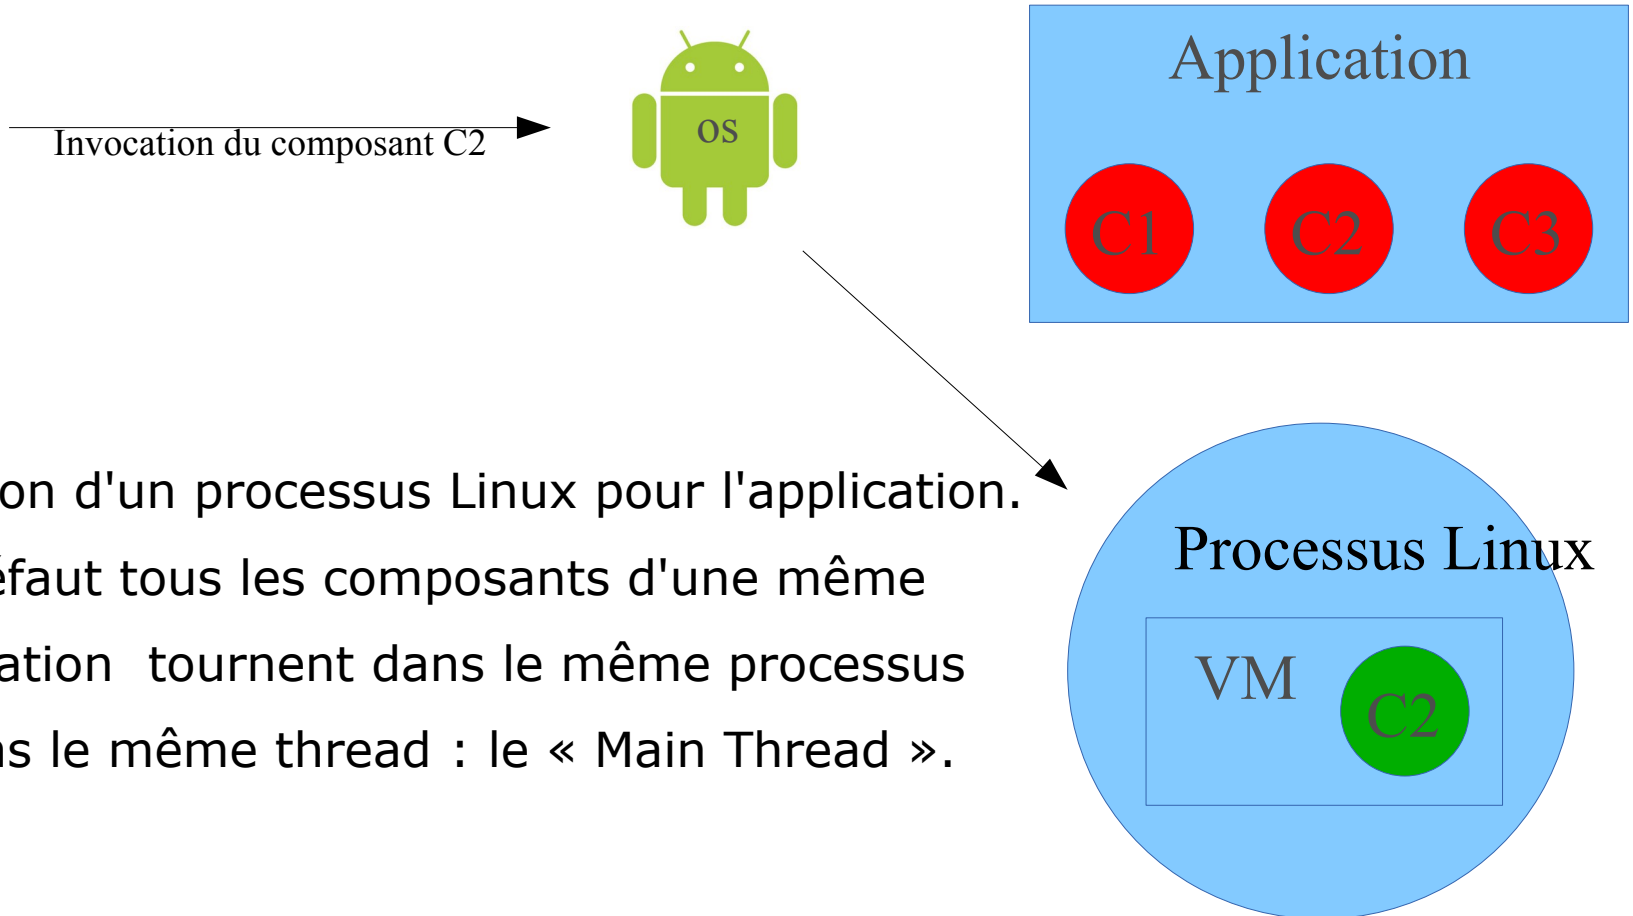 Application
os
Invocation du composant C2
C1 C2 C3
on d'un processus Linux pour l'application.
éfaut tous les composants d'une même
ation tournent dans le même processus
ns le même thread : le « Main Thread ».
Processus Linux
VM
C2